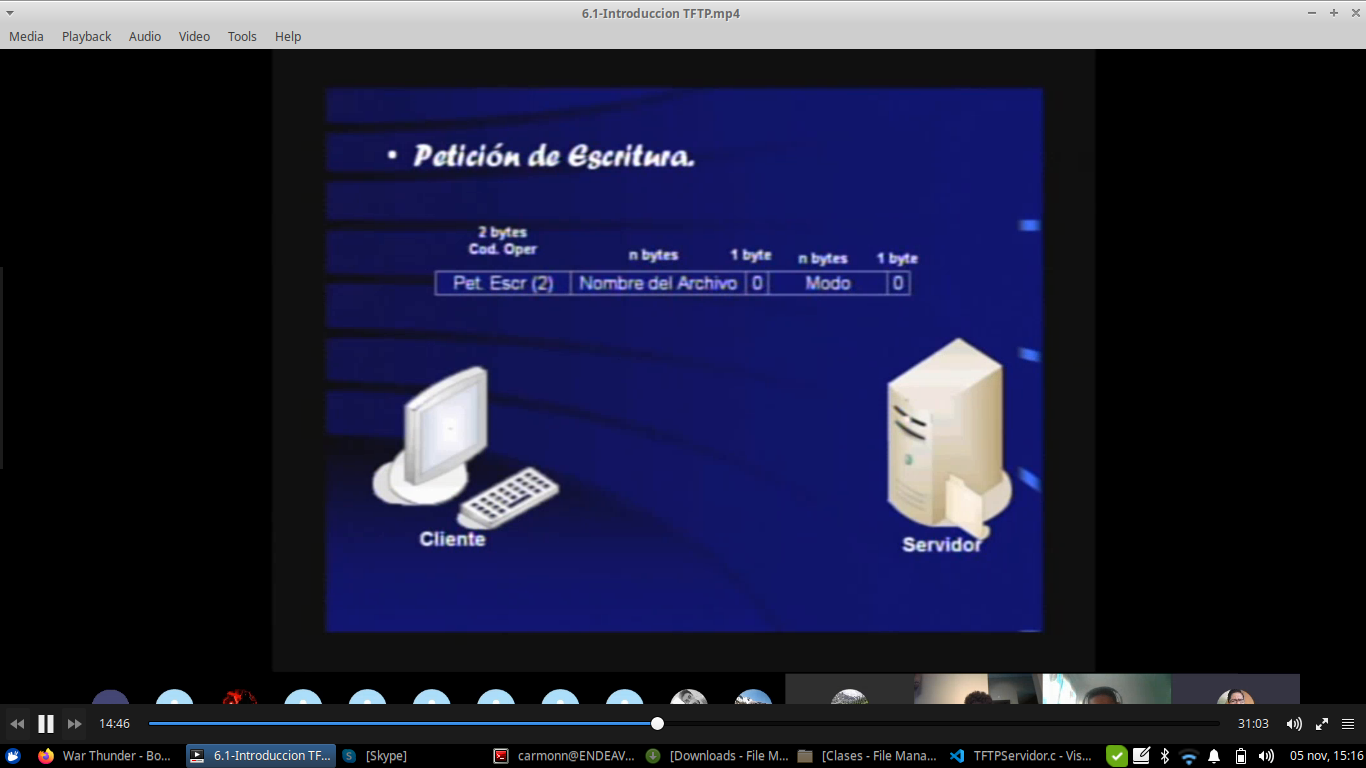 6.1-Introduccion TFTP.mp4
Media Playback Audio Video Tools Help
• Petición de Escritura.
2 bytes
Cod. Oper n bytes 1 byte n bytes 1 byte
Pet. Escr (2) Nombre del Archivo 0 Modo 0
Cliente
Servidor
14:46 31:03
War Thunder - Bo... 6.1-Introduccion TF... [Skype] carmonn@ENDEAV... [Downloads - File M... [Clases - File Mana... TFTPServidor.c - Vis... 05 nov, 15:16